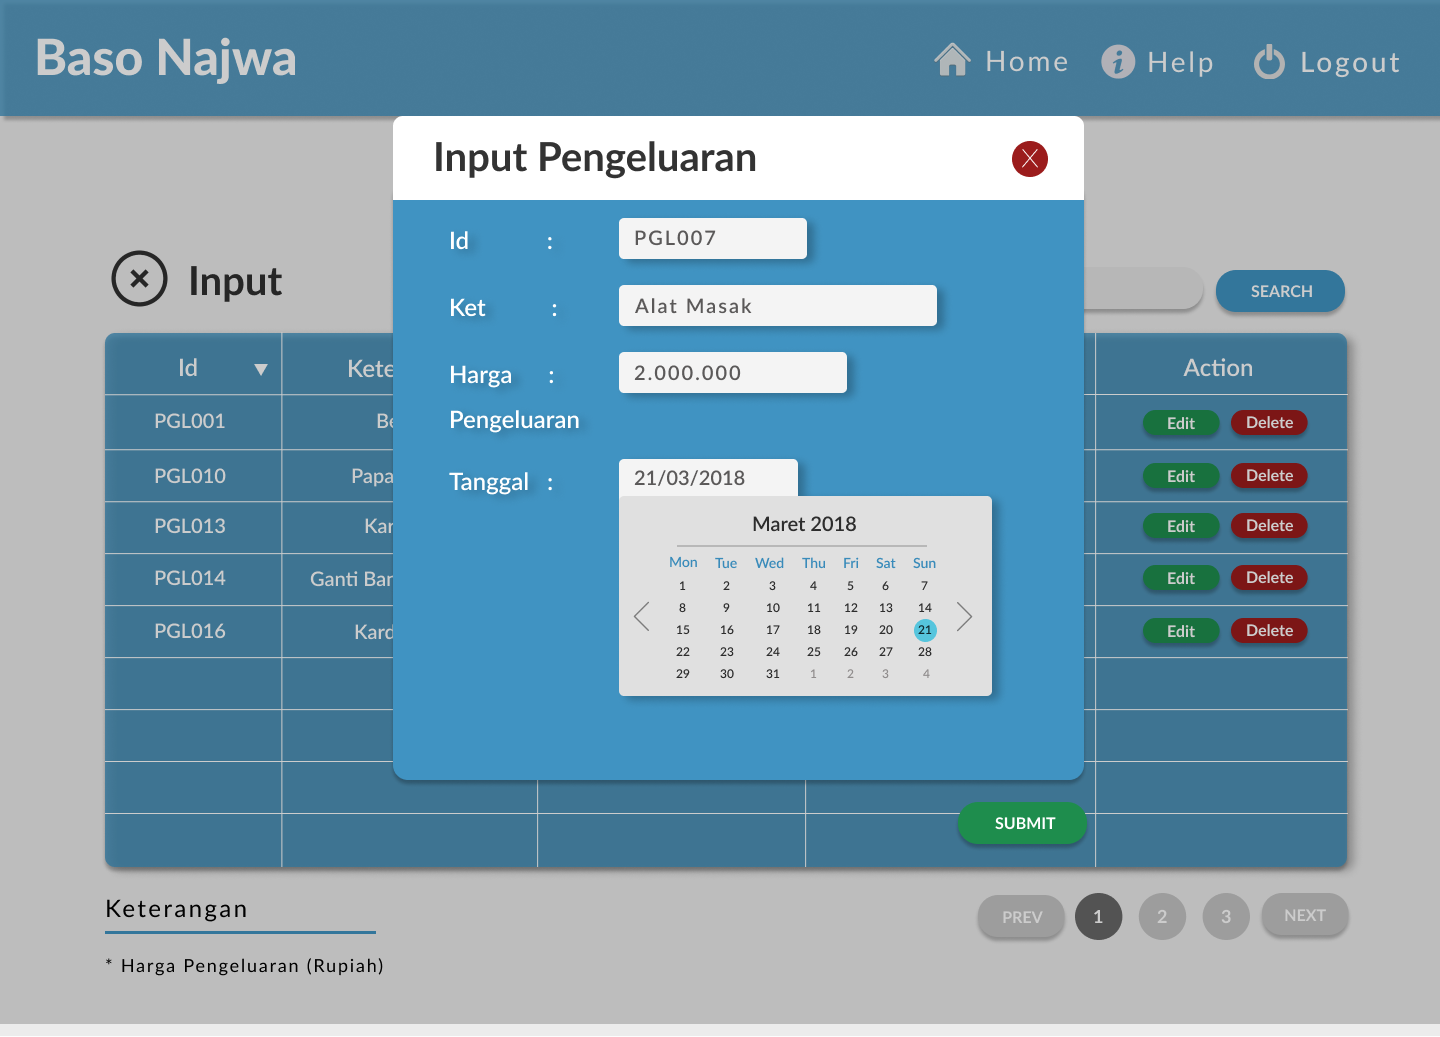 Baso Najwa
Home
Help
Logout
Input Pengeluaran
Id : PGL007
Ket : Alat Masak
Harga : 2.000.000
Pengeluaran
Tanggal : 21/03/2018
Maret 2018
Mon Tue Wed Thu Fri Sat Sun
1 2 3 4 5 6 7
8 9 10 11 12 13 14
15 16 17 18 19 20 21
22 23 24 25 26 27 28
29 30 31 1 2 3 4
SUBMIT
Input
SEARCH
Id ▼ Kete Action
PGL001 Be Edit Delete
PGL010 Papa Edit Delete
PGL013 Kar Edit Delete
PGL014 Ganti Bar Edit Delete
PGL016 Kard Edit Delete
Keterangan
* Harga Pengeluaran (Rupiah)
PREV 1 2 3 NEXT